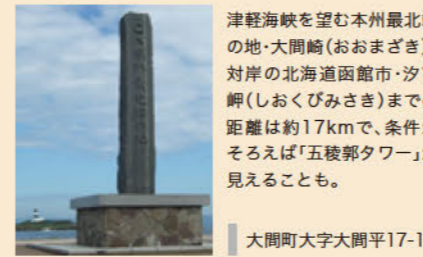 津軽海峡を望む本州最北
の地・大間崎(おおまざき)
対岸の北海道函館市・汐
岬(しおくびみさき)まで
距離は約17kmで、条件
そろえば「五稜郭タワー」
見えることも。
大間町大字大間平17-1